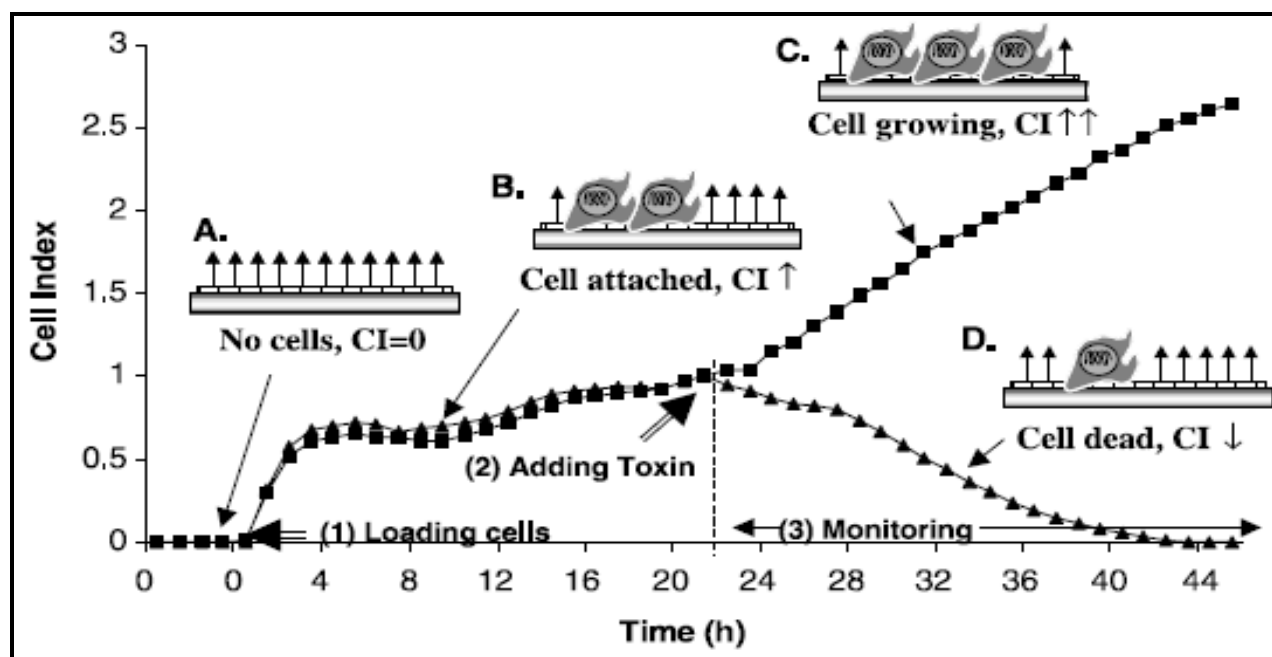 3
2.5
2
1.5
1
0.5
0
Cell Index
A.
No cells, CI=0
B.
Cell attached, CI ↑
C.
Cell growing, CI ↑↑
D.
Cell dead, CI ↓
(1) Loading cells
(2) Adding Toxin
(3) Monitoring
0 0 4 8 12 16 20 24 28 32 36 40 44
Time (h)